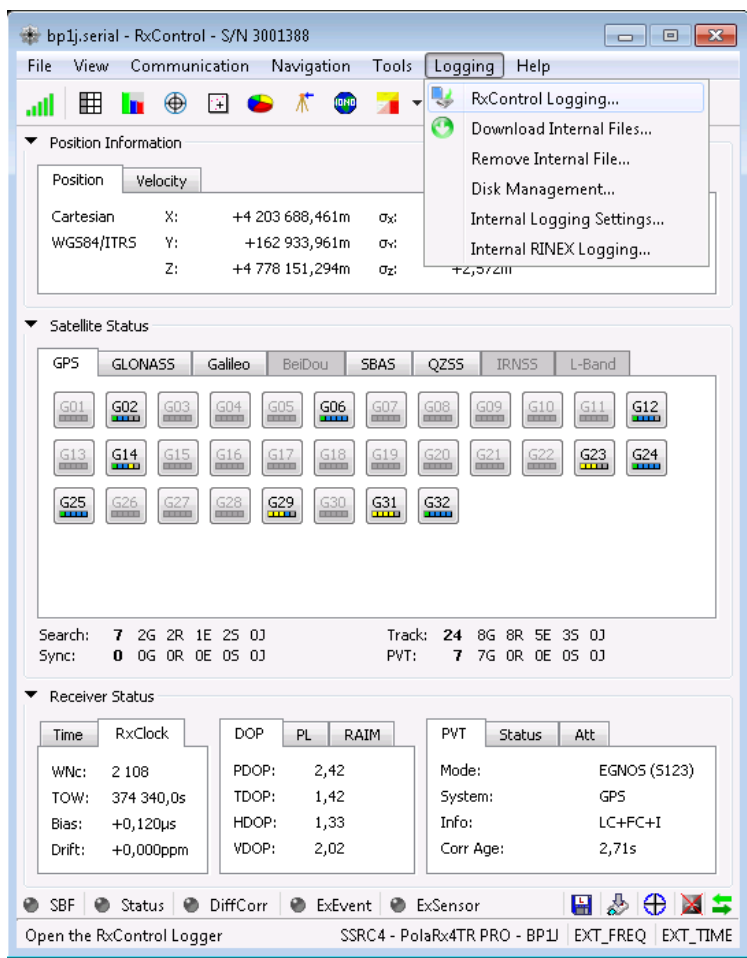 bp1j.serial - RxControl - S/N 3001388
File View Communication Navigation Tools Logging Help
RxControl Logging...
Download Internal Files...
Remove Internal File...
Disk Management...
Internal Logging Settings...
Internal RINEX Logging...
IONO
Position Information
Position Velocity
Cartesian X: +4 203 688,461m σx:
WGS84/ITRS Y: +162 933,961m σY:
Z: +4 778 151,294m σz: +2,572m
Satellite Status
GPS GLONASS Galileo BeiDou SBAS QZSS IRNSS L-Band
G01 G02 G03 G04 G05 G06 G07 G08 G09 G10 G11 G12
G13 G14 G15 G16 G17 G18 G19 G20 G21 G22 G23 G24
G25 G26 G27 G28 G29 G30 G31 G32
Search: 7 2G 2R 1E 2S 0J Track: 24 8G 8R 5E 3S 0J
Sync: 0 0G 0R 0E 0S 0J PVT: 7 7G 0R 0E 0S 0J
Receiver Status
Time RxClock DOP PL RAIM PVT Status Att
WNc: 2 108 PDOP: 2,42 Mode: EGNOS (S123)
TOW: 374 340,0s TDOP: 1,42 System: GPS
Bias: +0,120µs HDOP: 1,33 Info: LC+FC+I
Drift: +0,000ppm VDOP: 2,02 Corr Age: 2,71s
SBF Status DiffCorr ExEvent ExSensor
Open the RxControl Logger SSRC4 - PolaRx4TR PRO - BP1J EXT_FREQ EXT_TIME